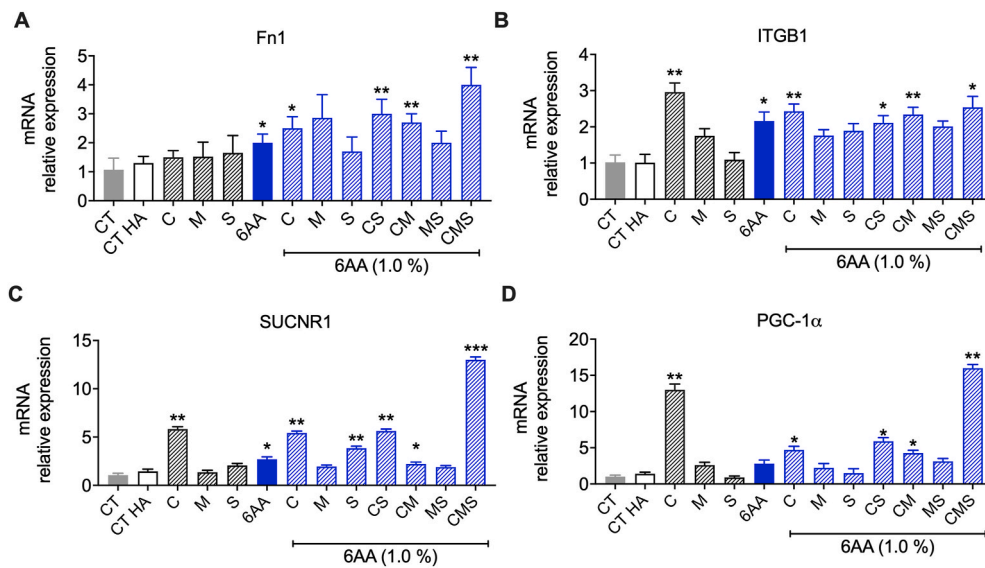 A
Fn1
mRNA
relative expression
5
4
3
2
1
0
*
*
**
**
**
CT
CT HA
C
M
S
6AA
C
M
S
CS
CM
MS
CMS
6AA (1.0 %)
B
ITGB1
mRNA
relative expression
4
3
2
1
0
**
*
**
*
**
*
CT
CT HA
C
M
S
6AA
C
M
S
CS
CM
MS
CMS
6AA (1.0 %)
C
SUCNR1
mRNA
relative expression
15
10
5
0
**
*
**
**
**
*
***
CT
CT HA
C
M
S
6AA
C
M
S
CS
CM
MS
CMS
6AA (1.0 %)
D
PGC-1α
mRNA
relative expression
20
15
10
5
0
**
*
*
*
**
CT
CT HA
C
M
S
6AA
C
M
S
CS
CM
MS
CMS
6AA (1.0 %)